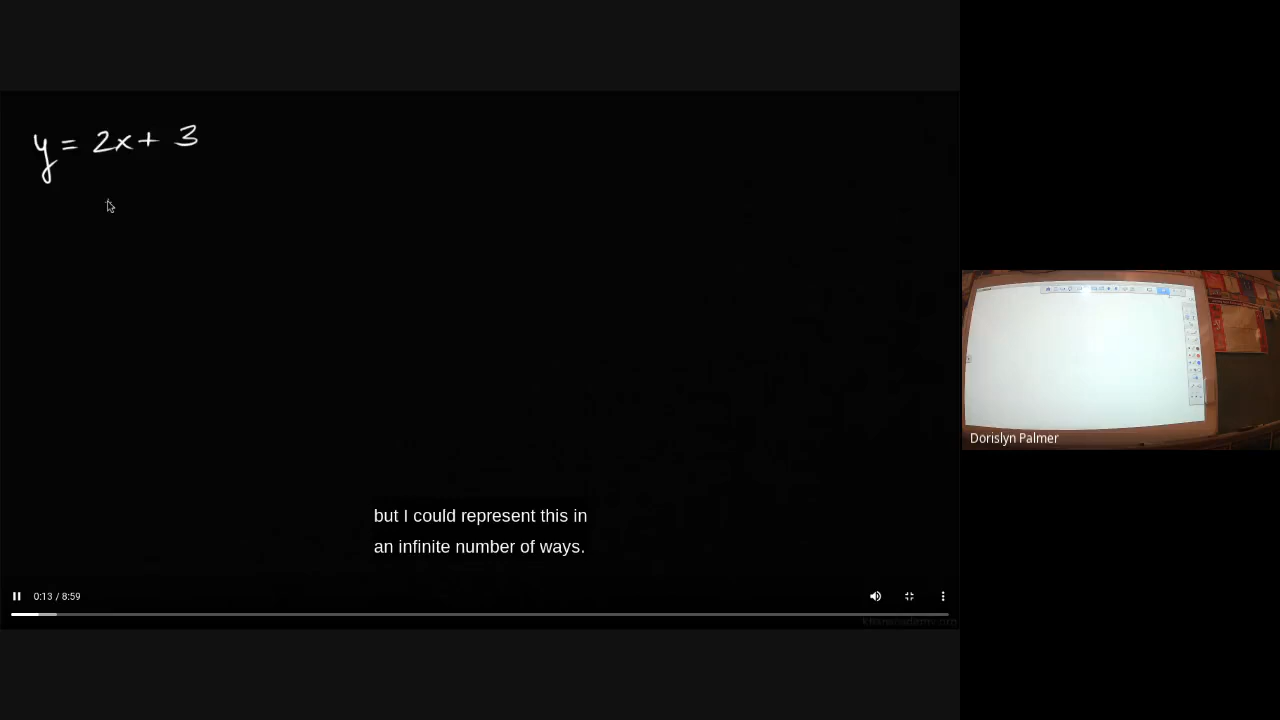 y = 2x + 3
but I could represent this in
an infinite number of ways.
0:13 / 8:59
Dorislyn Palmer